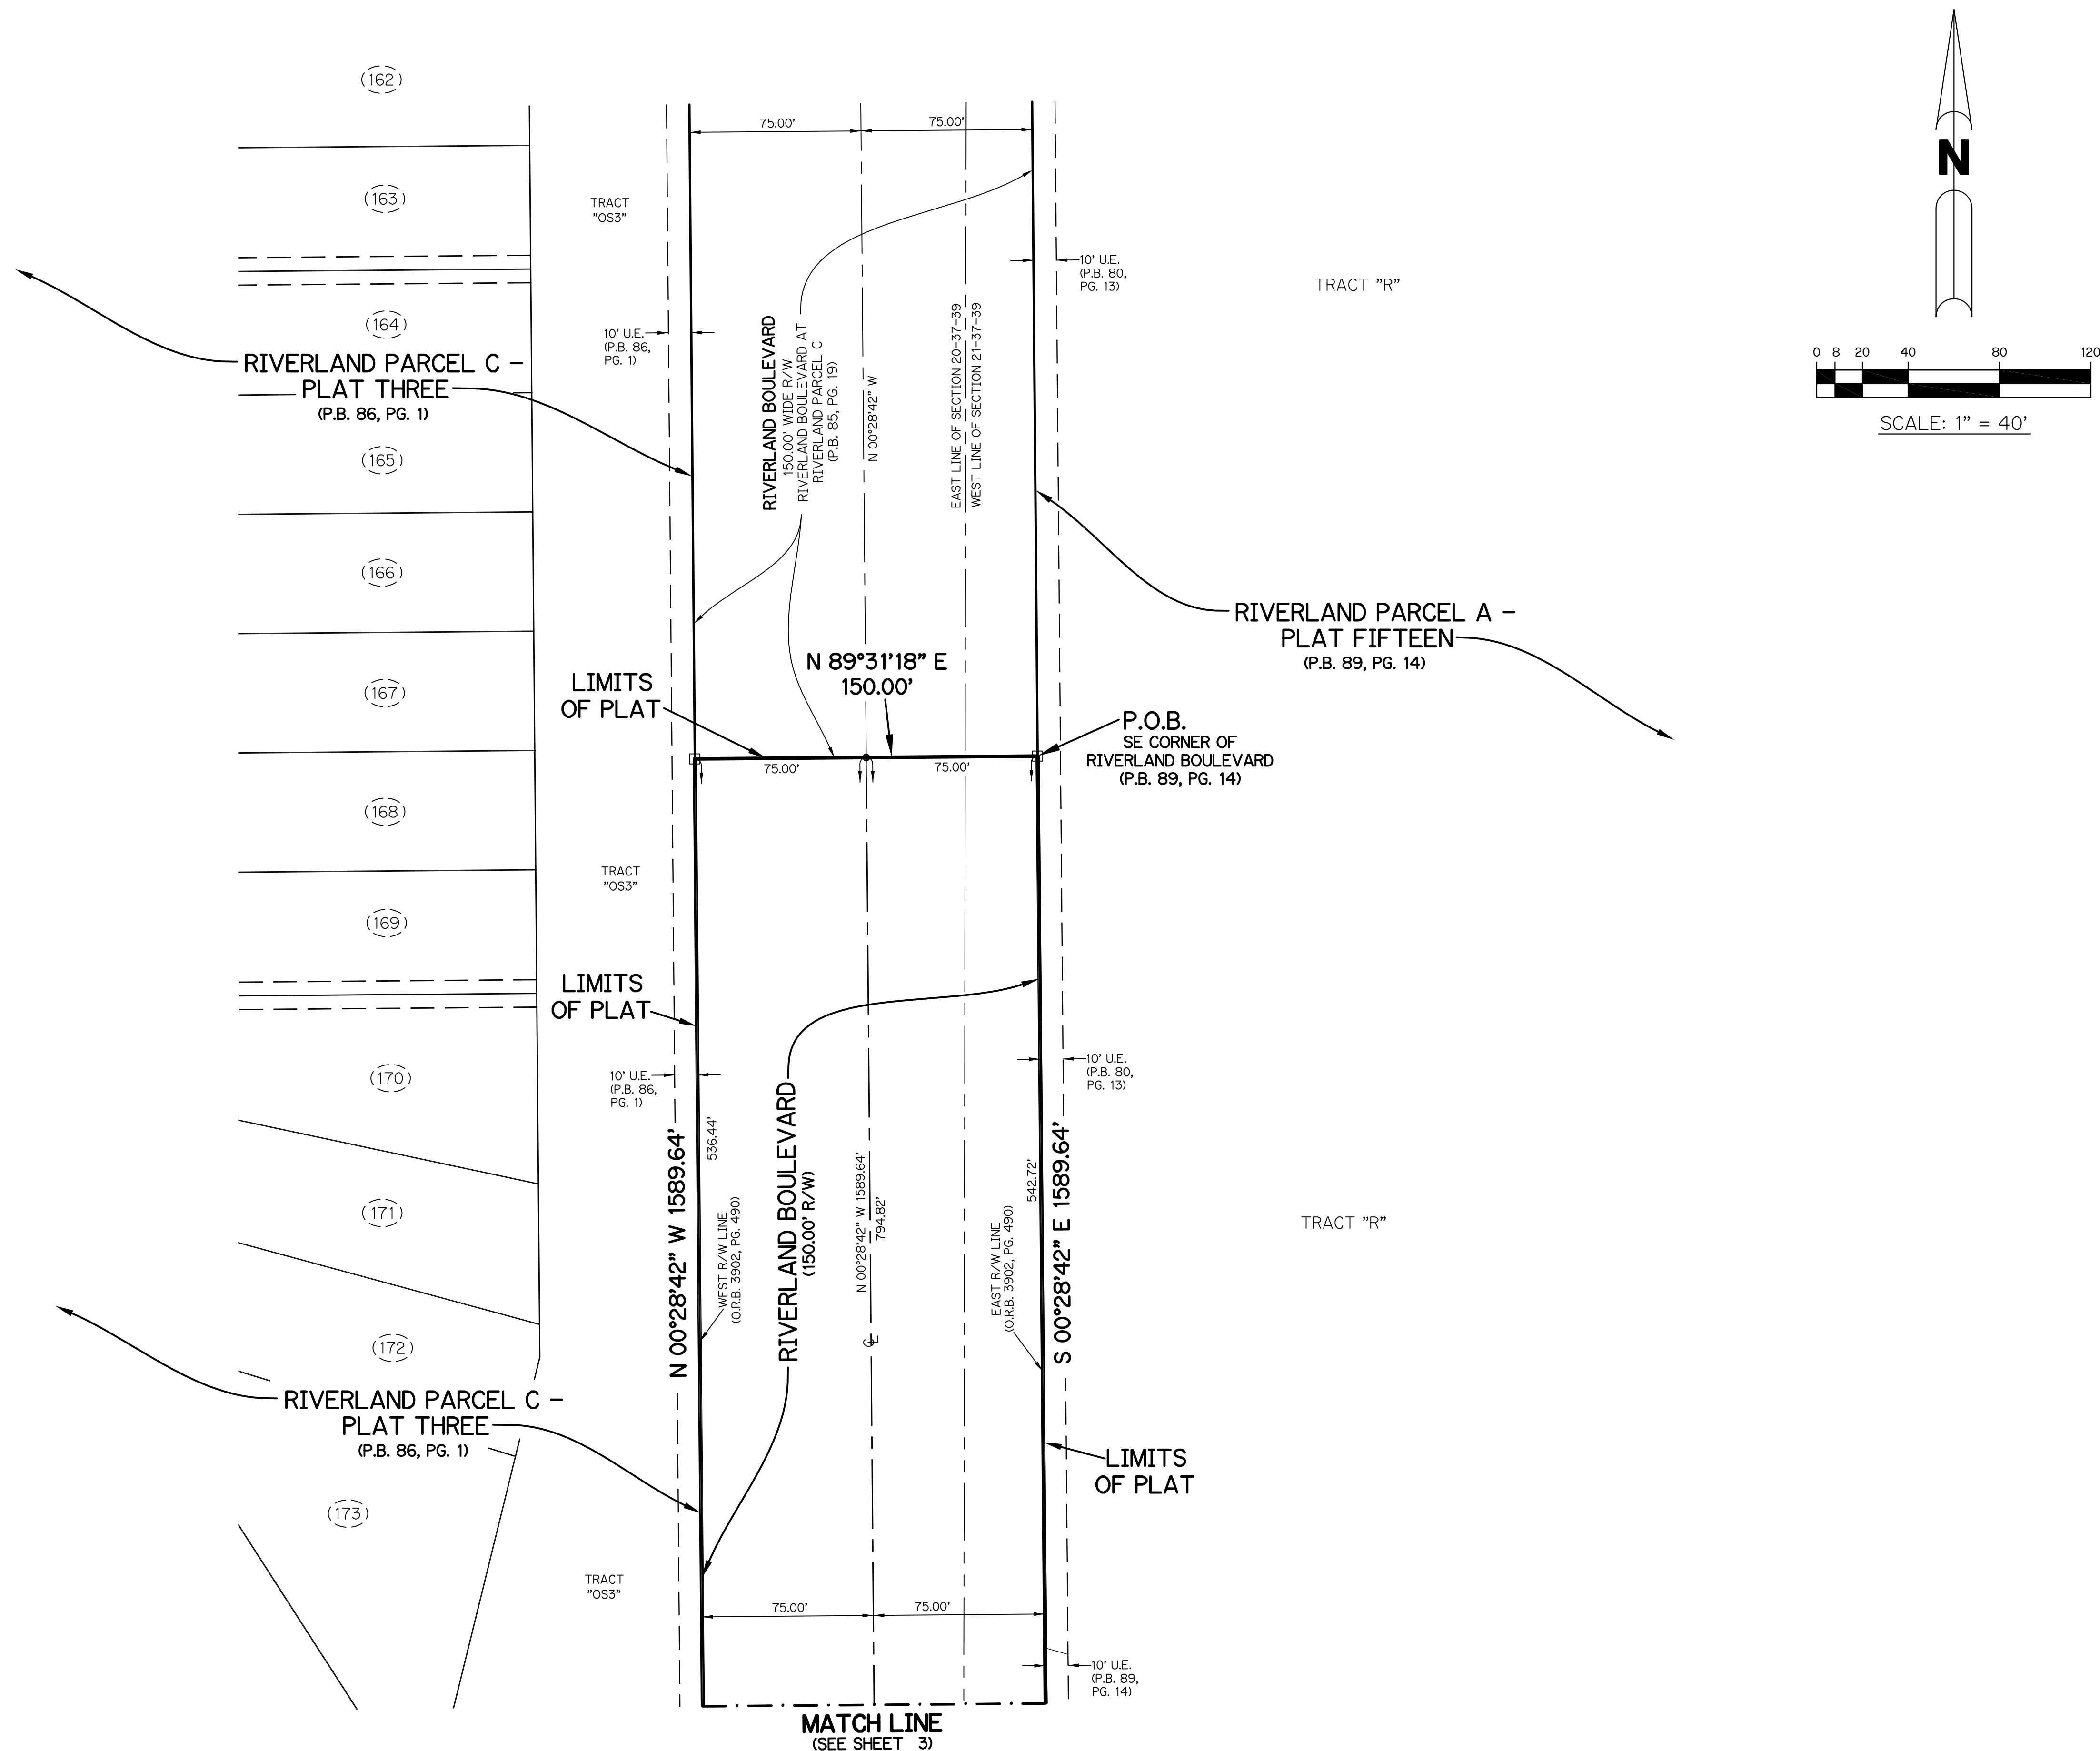 (162)
75.00'
75.00'
N
(163)
TRACT
"OS3"
10' U.E.
(P.B. 80,
PG. 13)
TRACT "R"
(164)
10' U.E.
(P.B. 86,
PG. 1)
RIVERLAND PARCEL C -
PLAT THREE
(P.B. 86, PG. 1)
RIVERLAND BOULEVARD
150.00' WIDE R/W
RIVERLAND BOULEVARD AT
RIVERLAND PARCEL C
(P.B. 85, PG. 19)
N 00°28'42" W
EAST LINE OF SECTION 20-37-39
WEST LINE OF SECTION 21-37-39
0 8 20 40 80 120
SCALE: 1" = 40'
(165)
(166)
RIVERLAND PARCEL A -
PLAT FIFTEEN
(P.B. 89, PG. 14)
(167)
LIMITS
OF PLAT
N 89°31'18" E
150.00'
P.O.B.
SE CORNER OF
RIVERLAND BOULEVARD
(P.B. 89, PG. 14)
75.00'
75.00'
(168)
TRACT
"OS3"
(169)
LIMITS
OF PLAT
(170)
10' U.E.
(P.B. 86,
PG. 1)
10' U.E.
(P.B. 80,
PG. 13)
N 00°28'42" W 1589.64'
536.44'
WEST R/W LINE
(O.R.B. 3902, PG. 490)
RIVERLAND BOULEVARD
(150.00' R/W)
N 00°28'42" W 1589.64'
794.82'
542.72'
EAST R/W LINE
(O.R.B. 3902, PG. 490)
S 00°28'42" E 1589.64'
(171)
TRACT "R"
CL
(172)
RIVERLAND PARCEL C -
PLAT THREE
(P.B. 86, PG. 1)
LIMITS
OF PLAT
(173)
TRACT
"OS3"
75.00'
75.00'
10' U.E.
(P.B. 89,
PG. 14)
MATCH LINE
(SEE SHEET 3)